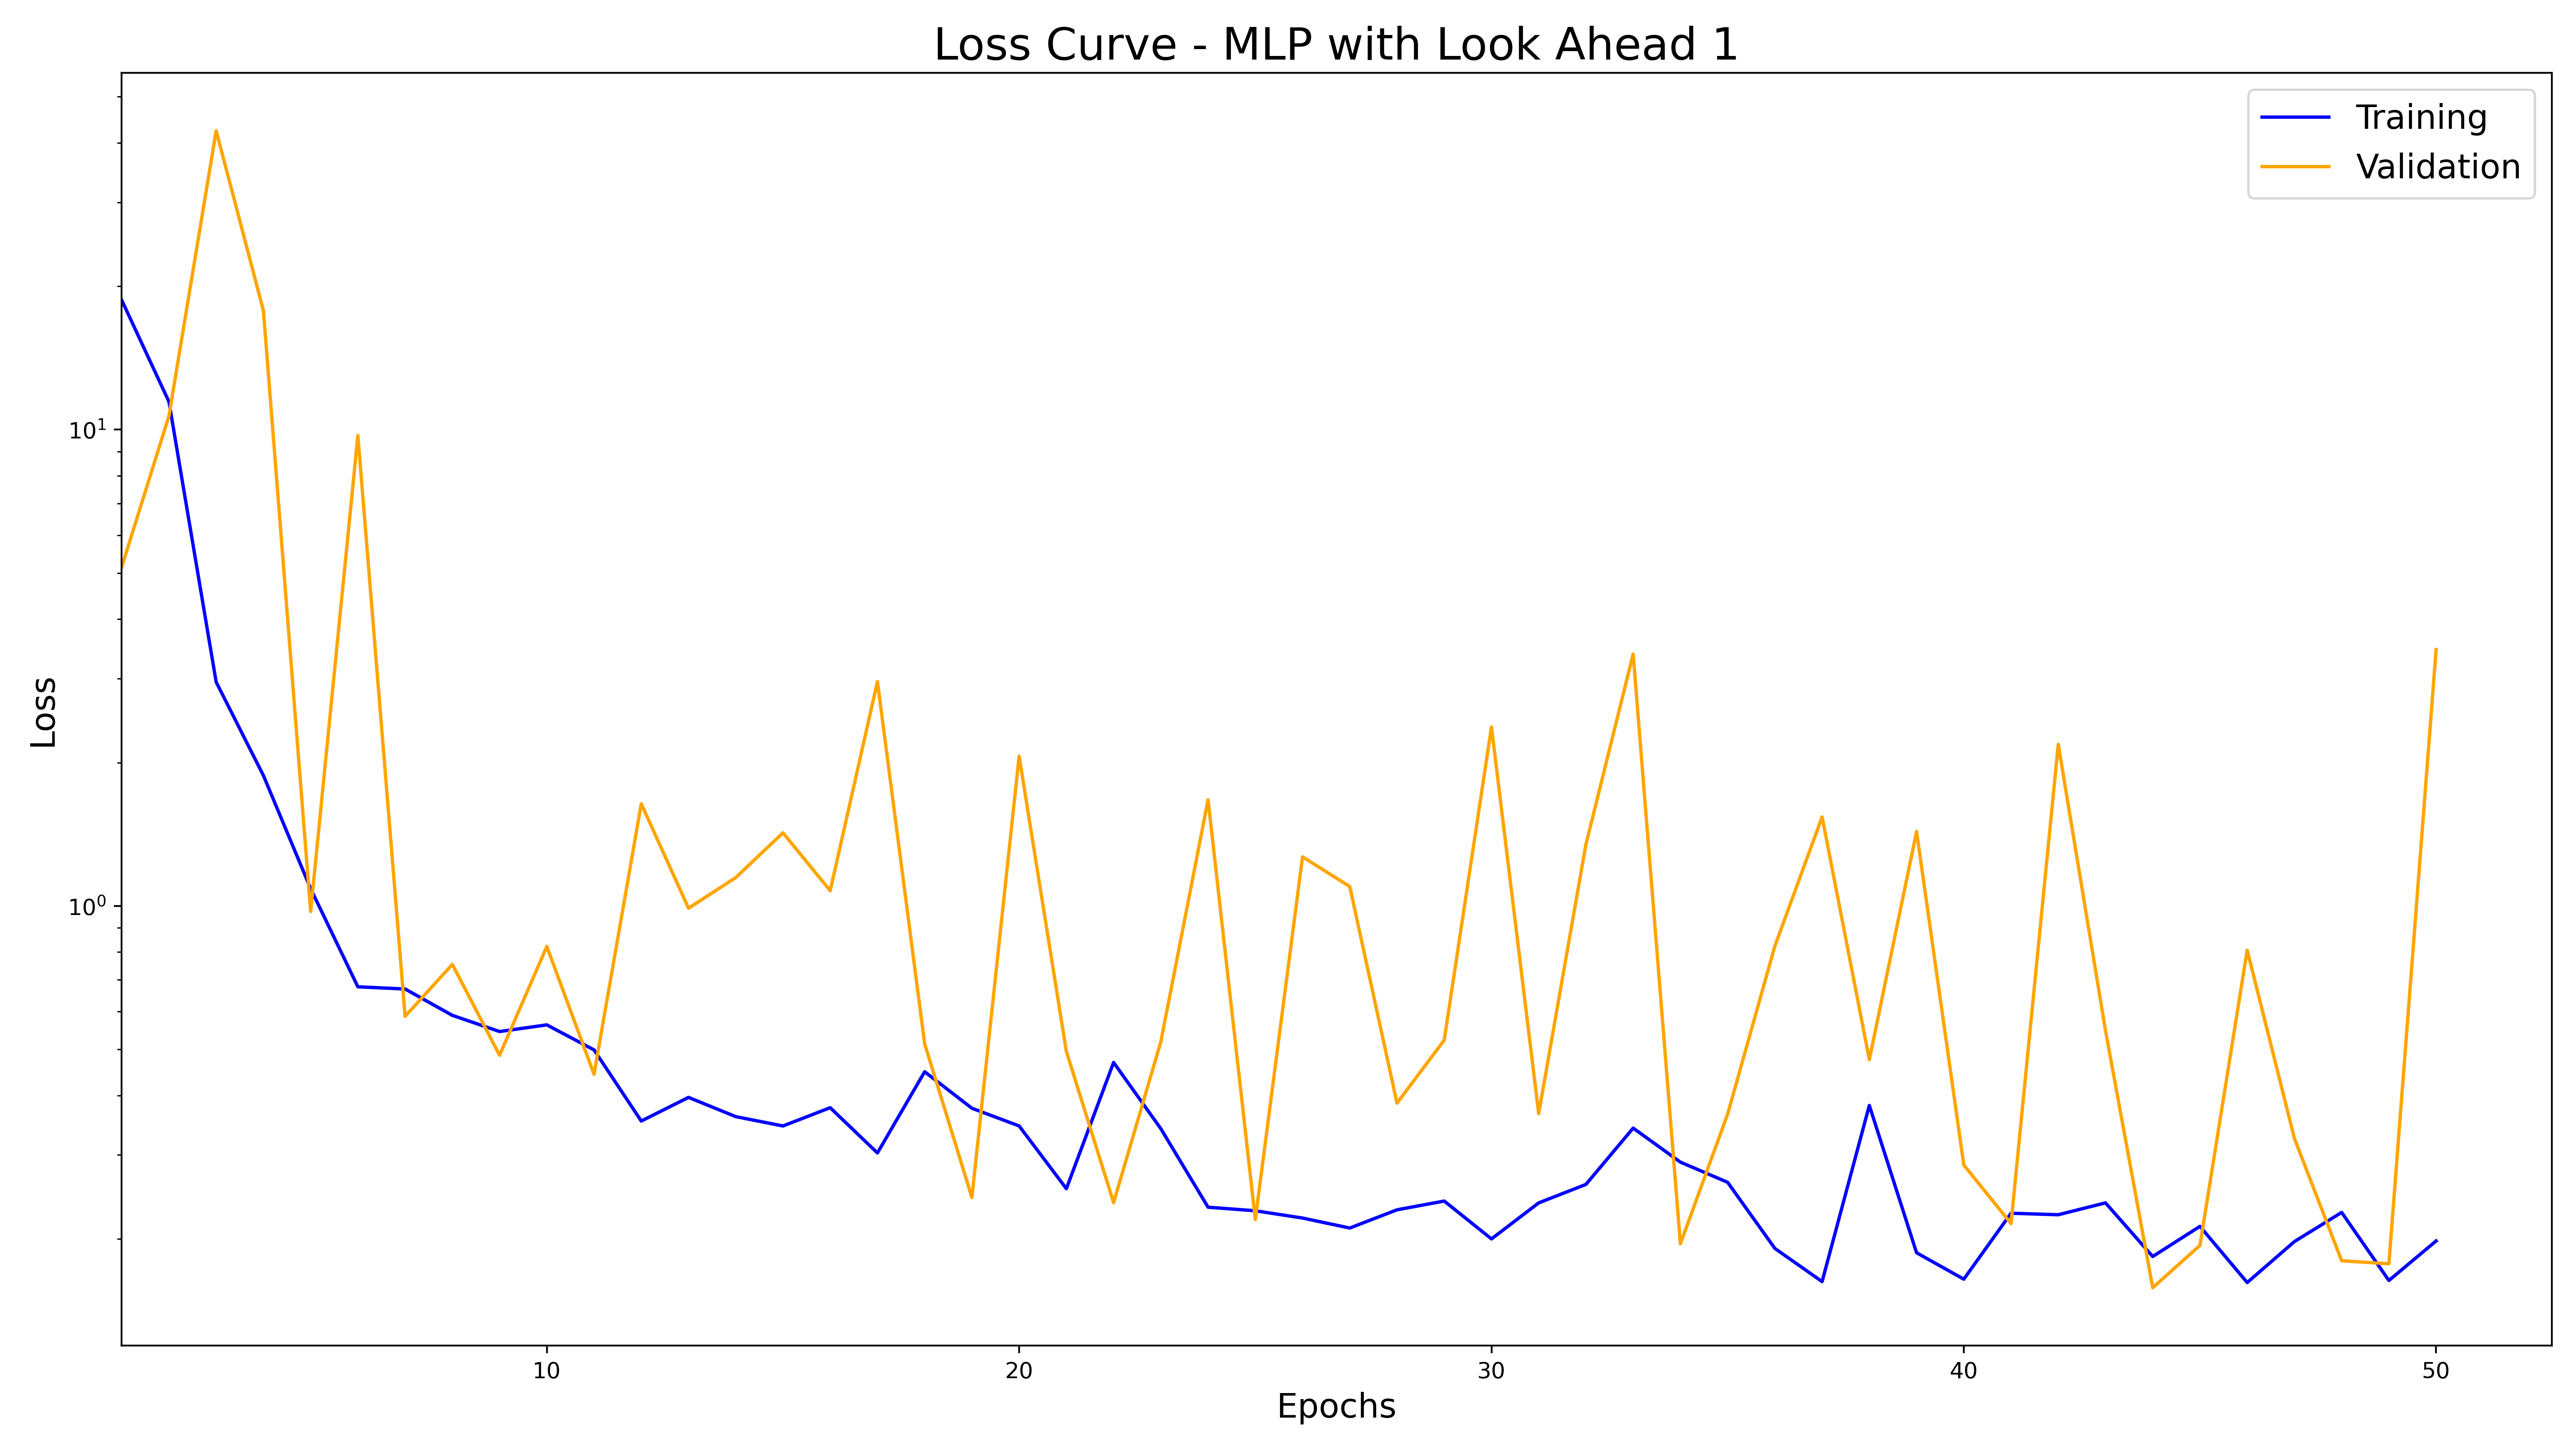 Loss Curve - MLP with Look Ahead 1
Training
Validation
10¹
10⁰
Loss
10 20 30 40 50
Epochs